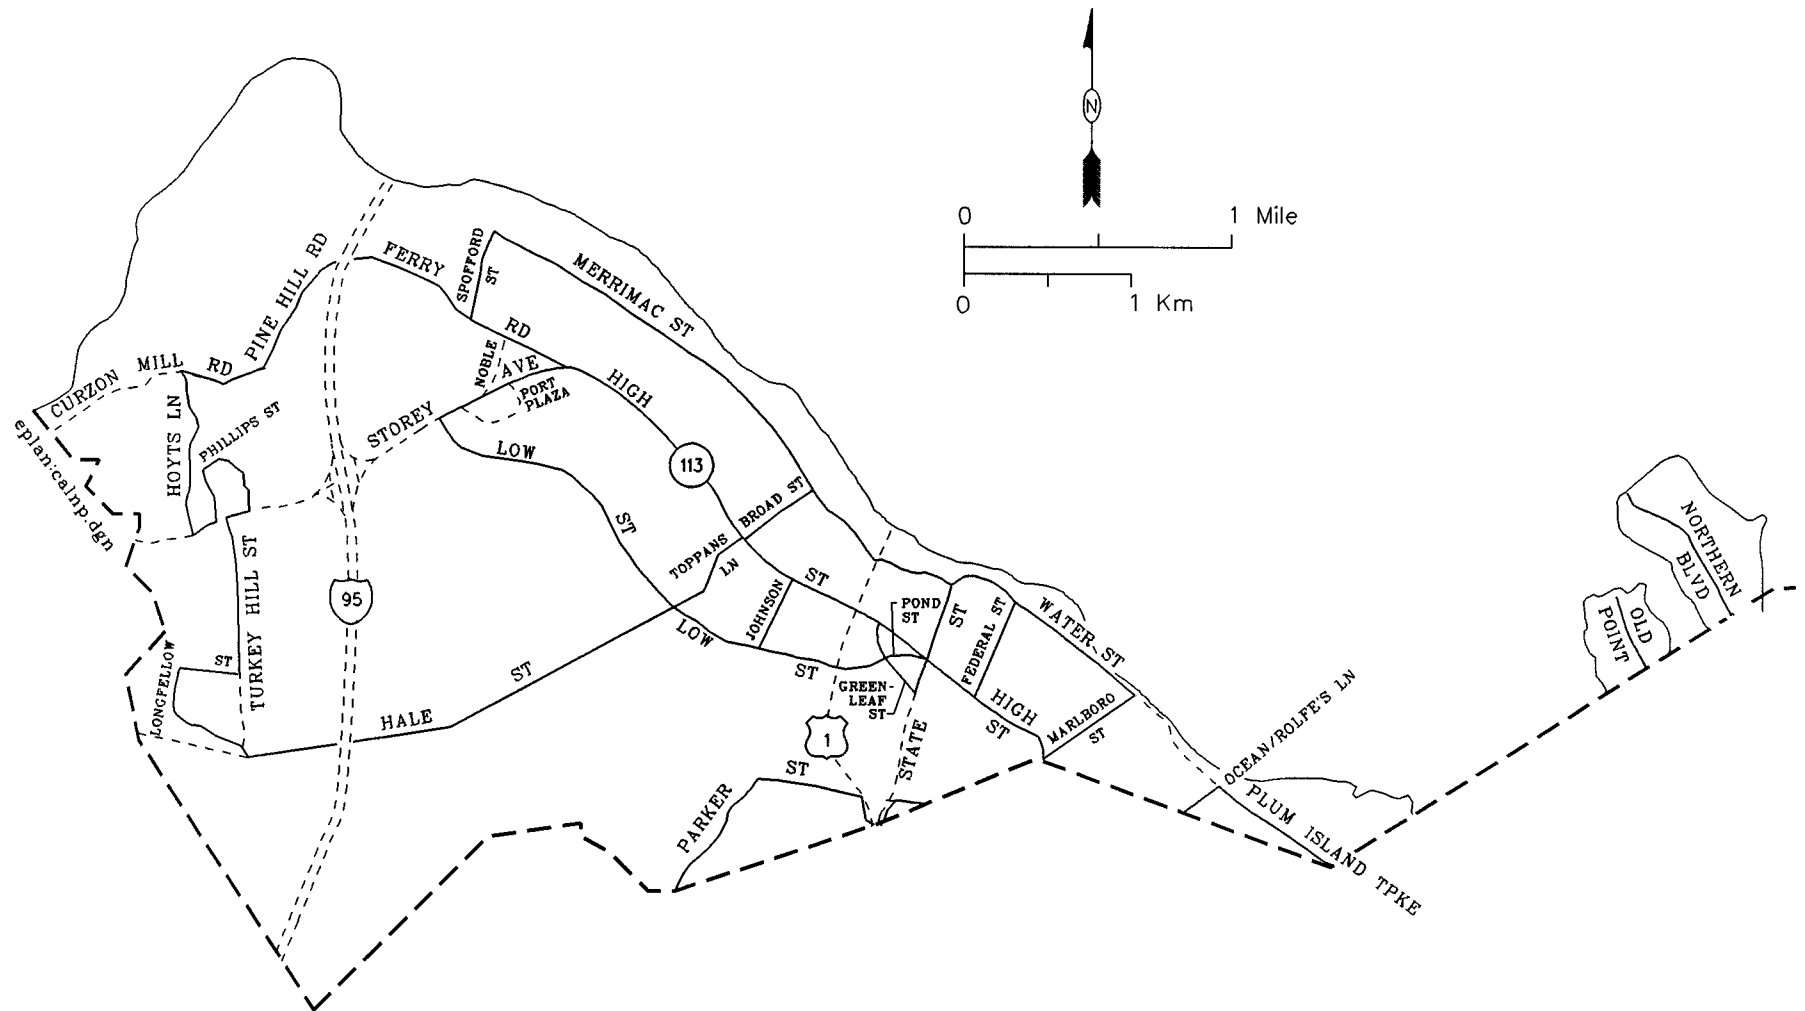 N
0 1 Mile
0 1 Km
PINE HILL RD
FERRY
RD
SPOFFORD
ST
MERRIMAC ST
CURZON MILL RD
HOYTS LN
PHILLIPS ST
eplan:calnp.dgn
STOREY
AVE
NOBLE
PORT
PLAZA
HIGH
113
LOW
ST
TOPPANS
LN
BROAD ST
ST
JOHNSON
LOW
ST
95
TURKEY HILL ST
LONGFELLOW
ST
HALE
ST
POND
ST
ST
FEDERAL ST
WATER ST
GREEN-
LEAF
ST
1
STATE
HIGH
ST
MARLBORO
ST
PARKER
ST
OCEAN/ROLFE'S LN
PLUM ISLAND TPKE
NORTHERN
BLVD
OLD
POINT